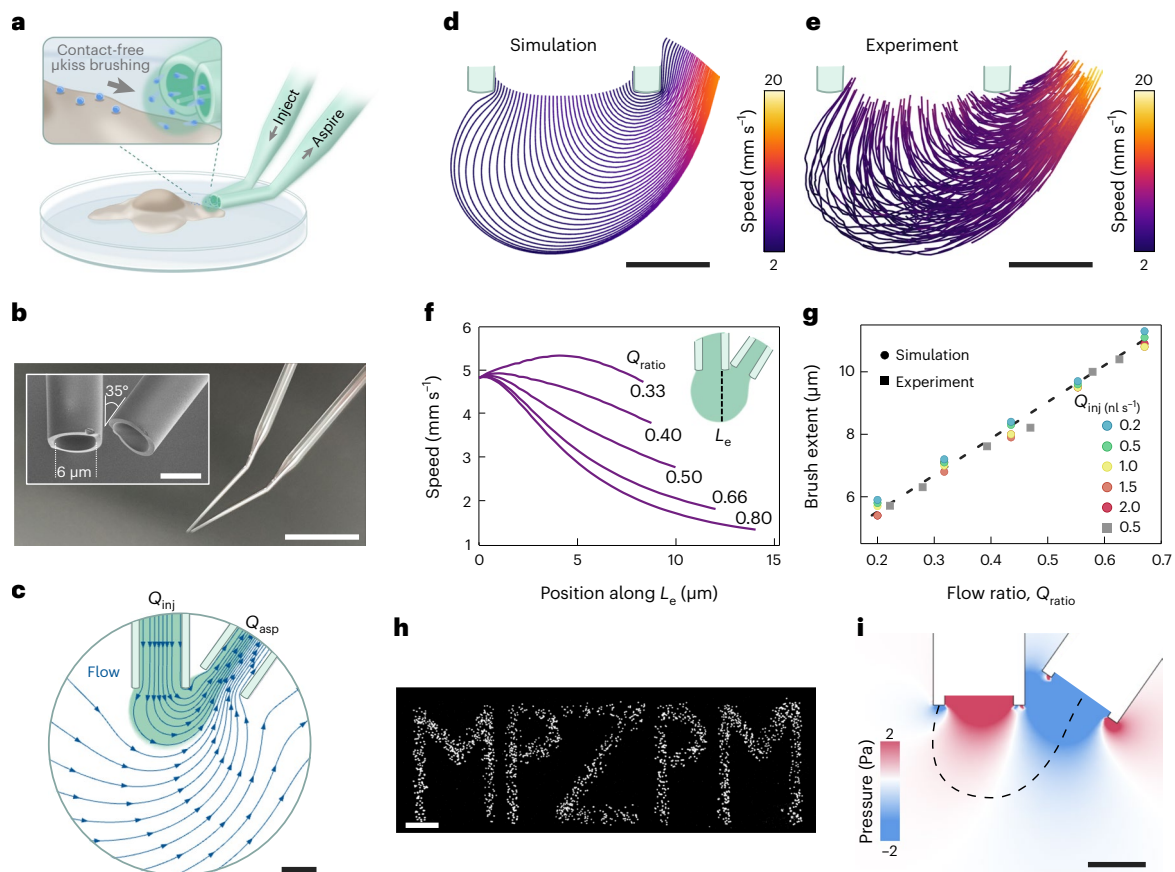 a
Contact-free
µkiss brushing
Inject
Aspire
b
35°
6 µm
c
Q_inj
Q_asp
Flow
d
Simulation
20
Speed (mm s⁻¹)
2
e
Experiment
20
Speed (mm s⁻¹)
2
f
6
5
4
3
2
1
Speed (mm s⁻¹)
Q_ratio
0.33
0.40
0.50
0.66
0.80
L_e
0
5
10
15
Position along L_e (µm)
g
10
8
6
Brush extent (µm)
Simulation
Experiment
Q_inj (nl s⁻¹)
0.2
0.5
1.0
1.5
2.0
0.5
0.2
0.3
0.4
0.5
0.6
0.7
Flow ratio, Q_ratio
h
MPZPM
i
2
Pressure (Pa)
−2